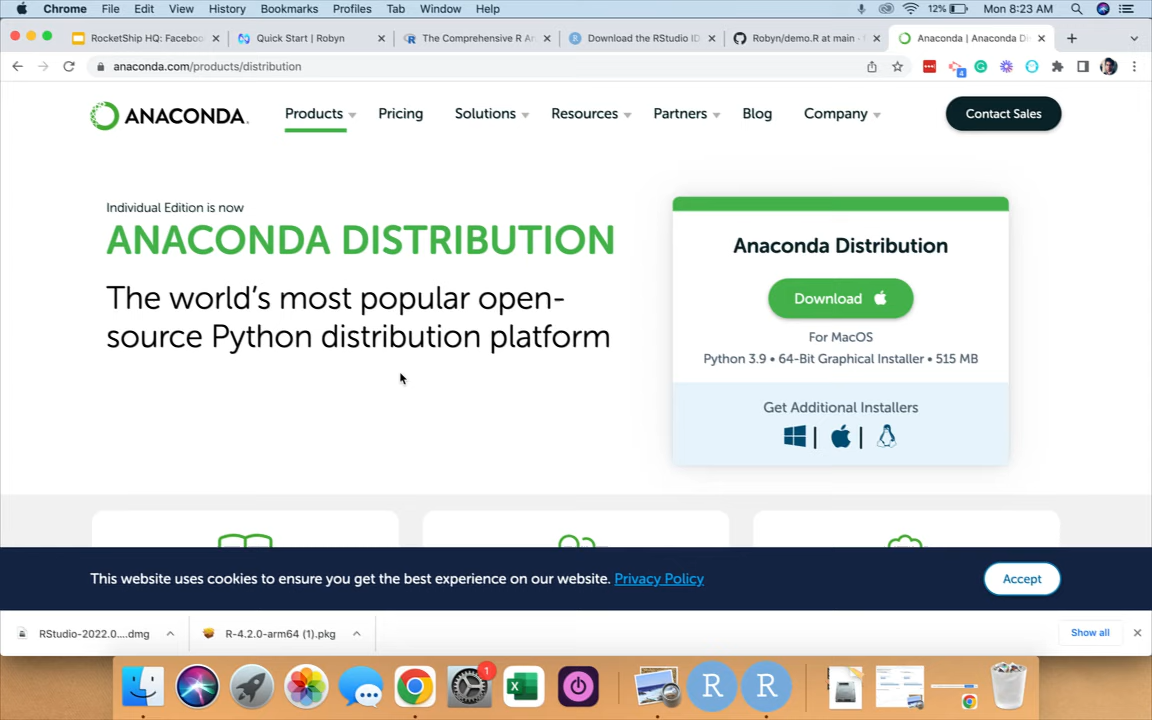 Chrome File Edit View History Bookmarks Profiles Tab Window Help 12% Mon 8:23 AM
RocketShip HQ: Faceboo Quick Start | Robyn The Comprehensive R A Download the RStudio ID Robyn/demo.R at main · Anaconda | Anaconda Di
anaconda.com/products/distribution 4
ANACONDA. Products Pricing Solutions Resources Partners Blog Company Contact Sales
Individual Edition is now
ANACONDA DISTRIBUTION
The world's most popular open-
source Python distribution platform
Anaconda Distribution
Download
For MacOS
Python 3.9 • 64-Bit Graphical Installer • 515 MB
Get Additional Installers
This website uses cookies to ensure you get the best experience on our website. Privacy Policy Accept
RStudio-2022.0....dmg R-4.2.0-arm64 (1).pkg Show all
1
R R